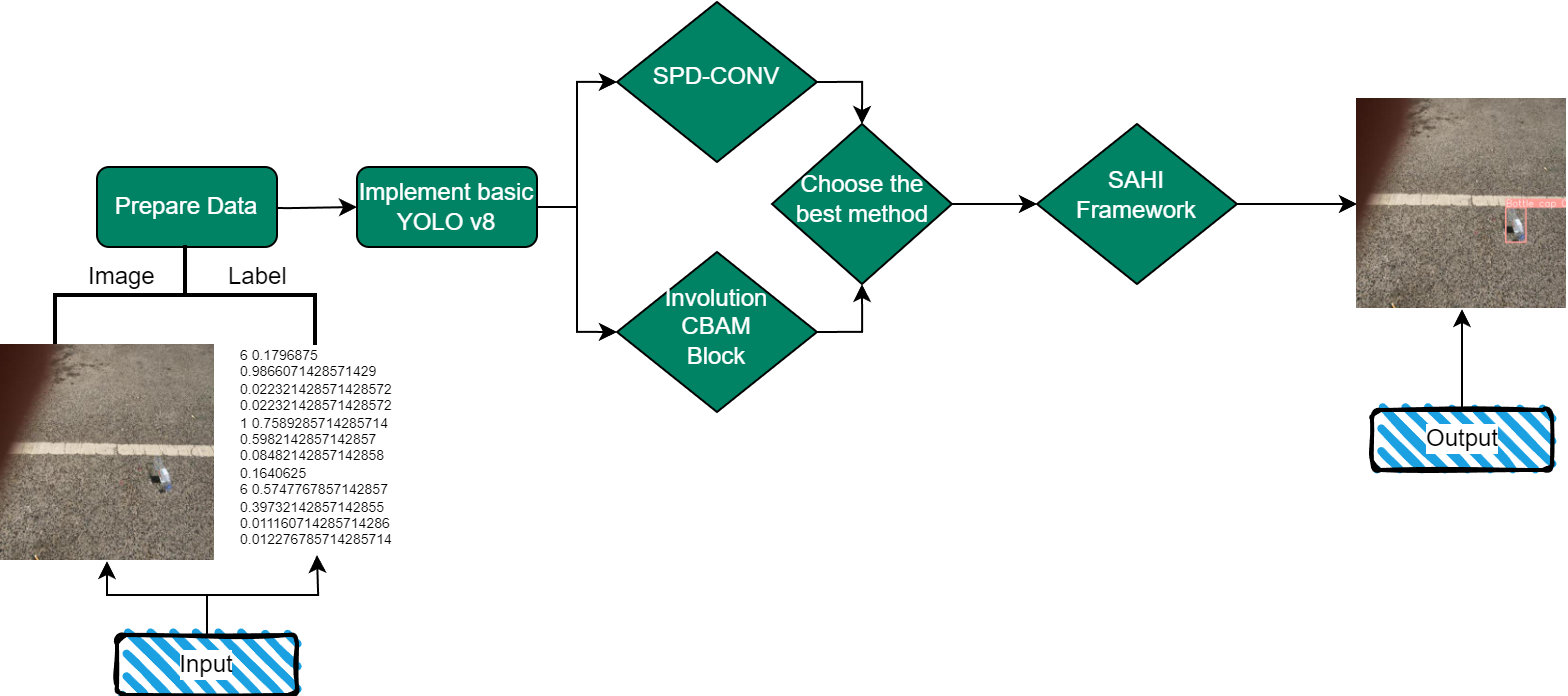 SPD-CONV
Prepare Data
Implement basic
YOLO v8
Choose the
best method
SAHI
Framework
Bottle cap
Image
Label
Involution
CBAM
Block
6 0.1796875
0.9866071428571429
0.022321428571428572
0.022321428571428572
1 0.7589285714285714
0.5982142857142857
0.08482142857142858
0.1640625
6 0.5747767857142857
0.39732142857142855
0.011160714285714286
0.012276785714285714
Output
Input